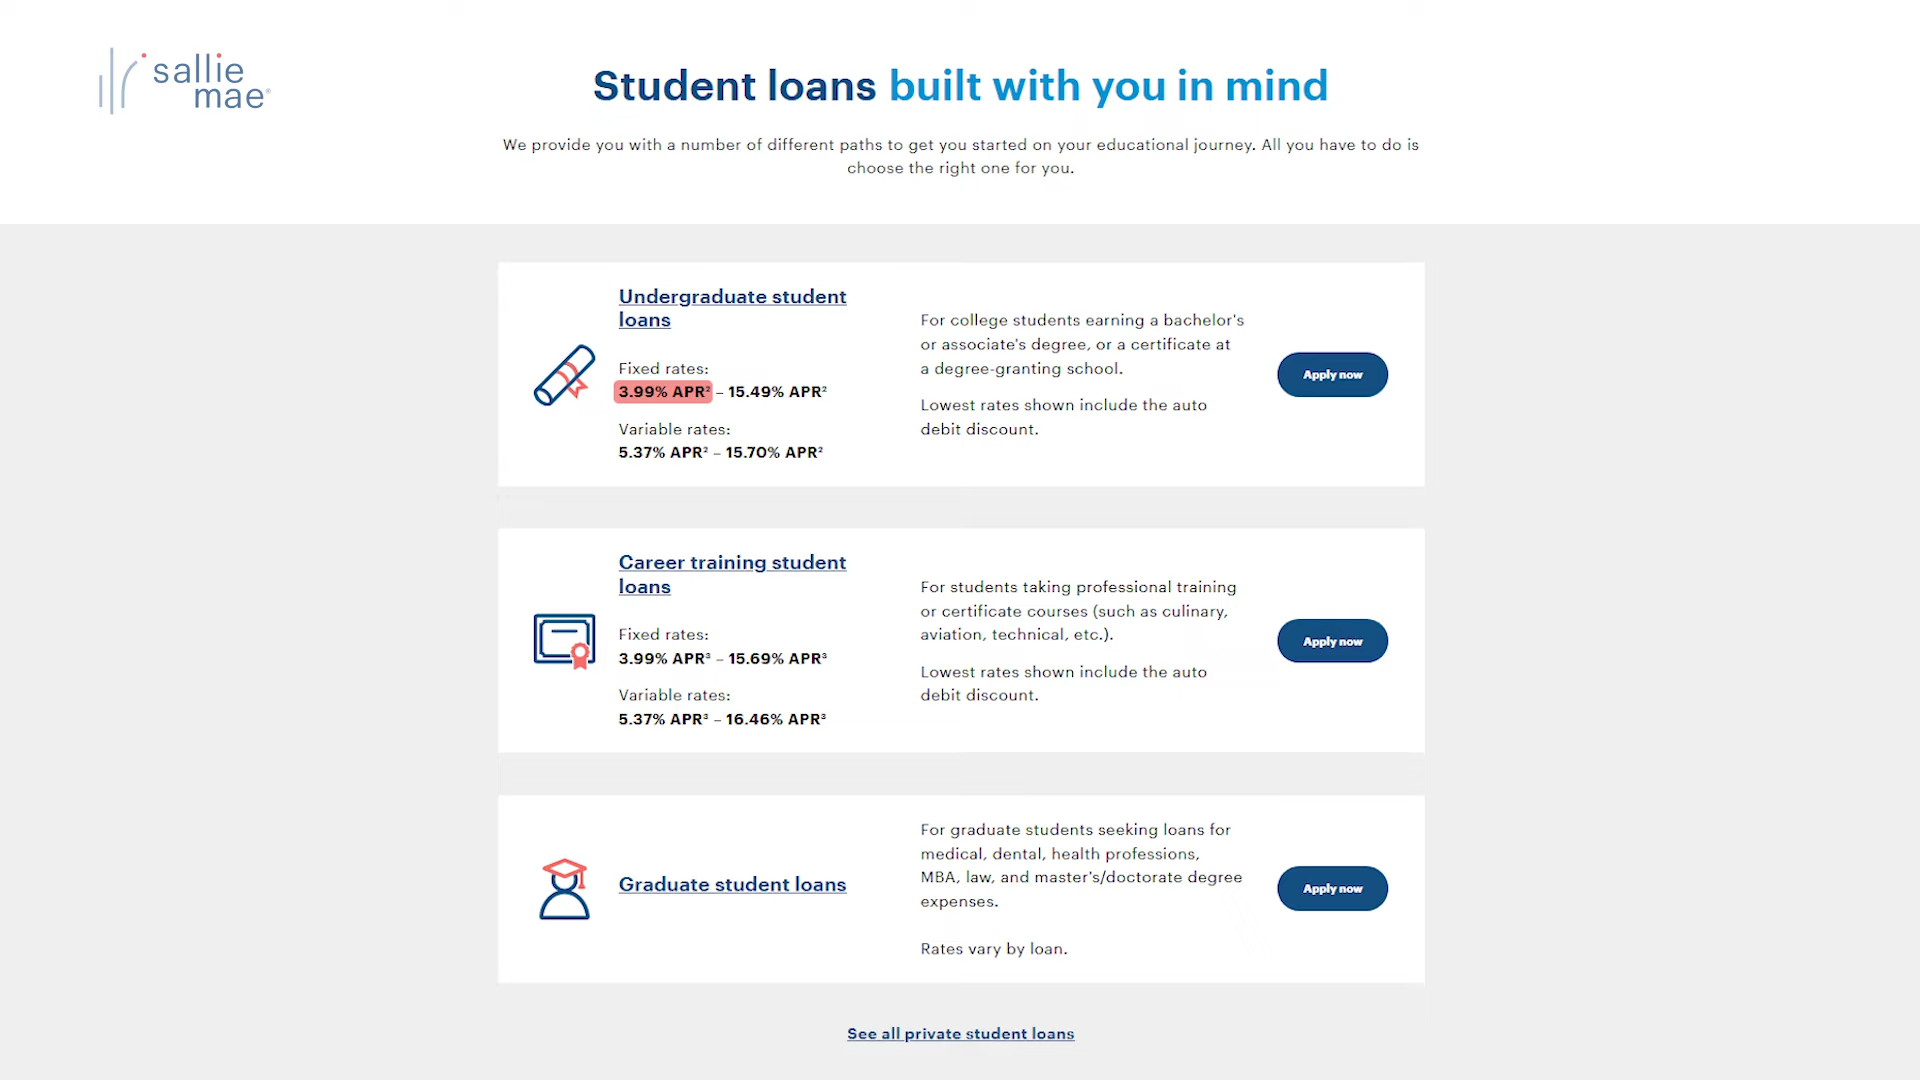 sallie
mae®
Student loans built with you in mind
We provide you with a number of different paths to get you started on your educational journey. All you have to do is
choose the right one for you.
Undergraduate student
loans
Fixed rates:
3.99% APR² – 15.49% APR²
Variable rates:
5.37% APR² – 15.70% APR²
For college students earning a bachelor's
or associate's degree, or a certificate at
a degree-granting school.
Lowest rates shown include the auto
debit discount.
Apply now
Career training student
loans
Fixed rates:
3.99% APR³ – 15.69% APR³
Variable rates:
5.37% APR³ – 16.46% APR³
For students taking professional training
or certificate courses (such as culinary,
aviation, technical, etc.).
Lowest rates shown include the auto
debit discount.
Apply now
Graduate student loans
For graduate students seeking loans for
medical, dental, health professions,
MBA, law, and master's/doctorate degree
expenses.
Rates vary by loan.
Apply now
See all private student loans